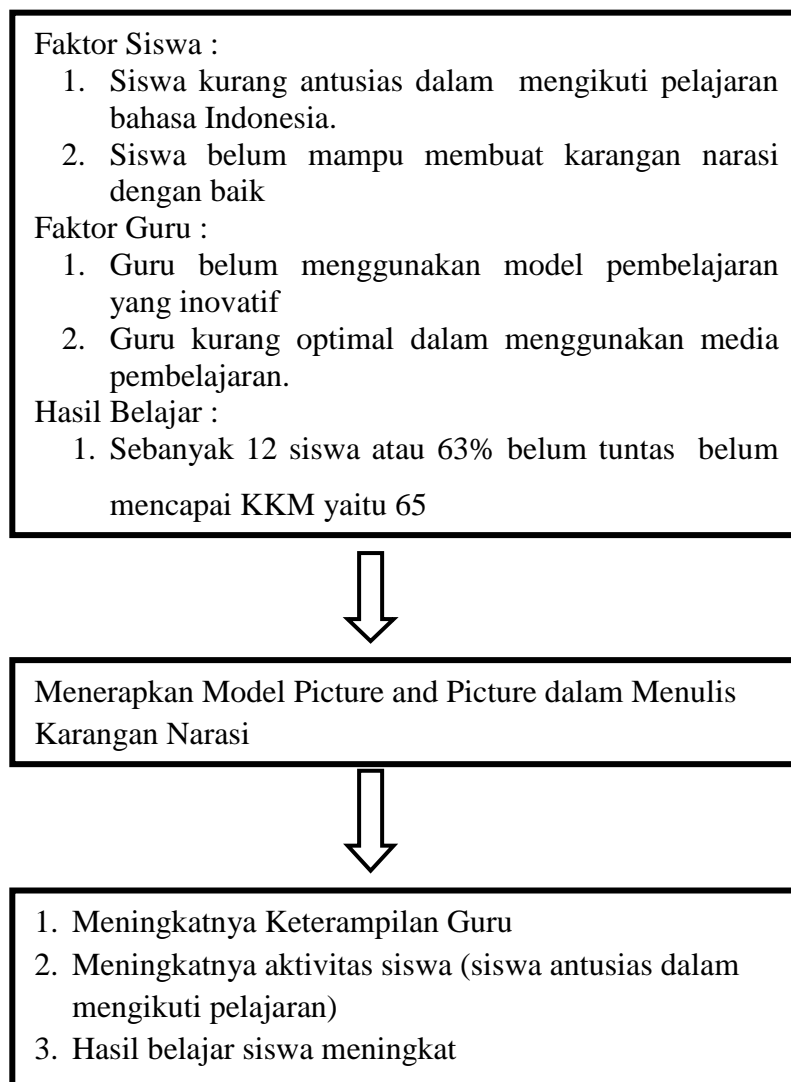 Faktor Siswa :
1. Siswa kurang antusias dalam mengikuti pelajaran
bahasa Indonesia.
2. Siswa belum mampu membuat karangan narasi
dengan baik
Faktor Guru :
1. Guru belum menggunakan model pembelajaran
yang inovatif
2. Guru kurang optimal dalam menggunakan media
pembelajaran.
Hasil Belajar :
1. Sebanyak 12 siswa atau 63% belum tuntas belum
mencapai KKM yaitu 65
Menerapkan Model Picture and Picture dalam Menulis
Karangan Narasi
1. Meningkatnya Keterampilan Guru
2. Meningkatnya aktivitas siswa (siswa antusias dalam
mengikuti pelajaran)
3. Hasil belajar siswa meningkat